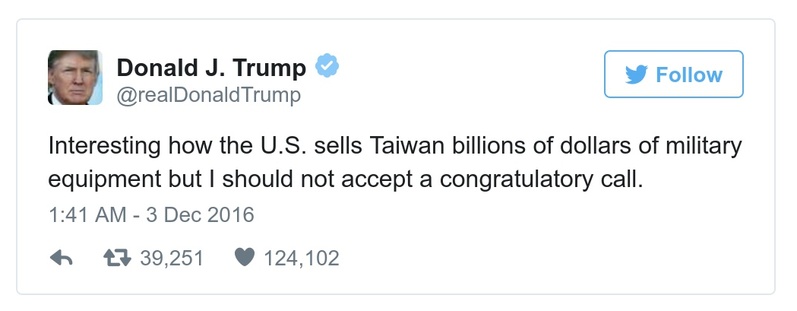 Donald J. Trump
@realDonaldTrump
Follow
Interesting how the U.S. sells Taiwan billions of dollars of military
equipment but I should not accept a congratulatory call.
1:41 AM - 3 Dec 2016
39,251 124,102